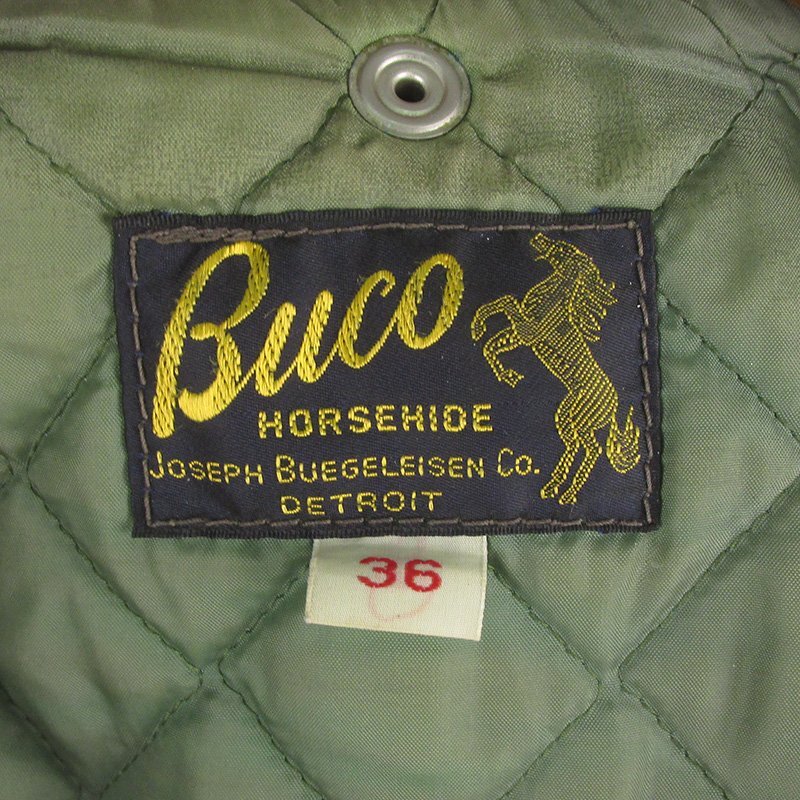 Buco
HORSEHIDE
JOSEPH BUEGELEISEN CO.
DETROIT
36